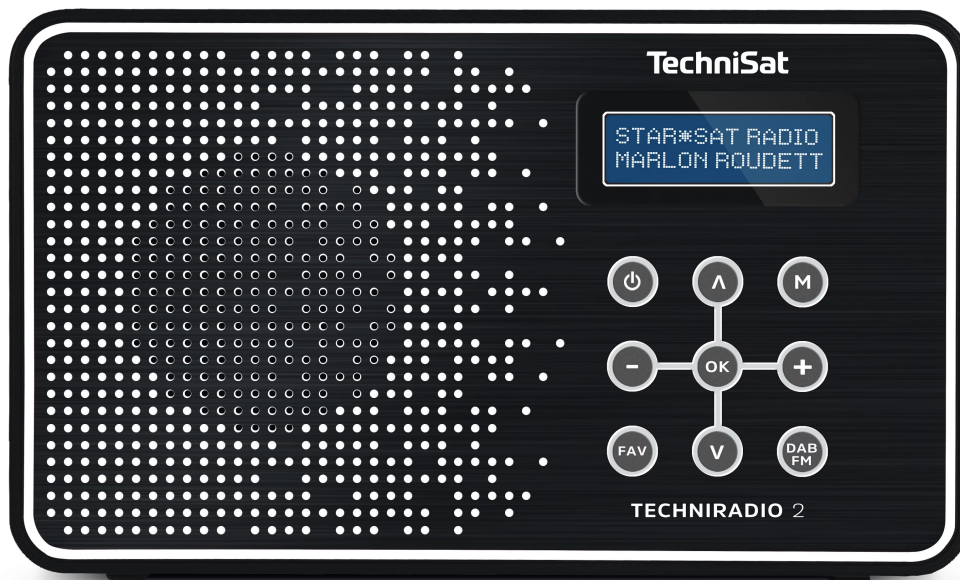 TechniSat
STAR*SAT RADIO
MARLON ROUDETT
Λ
M
-
OK
+
FAV
V
DAB
FM
TECHNIRADIO 2